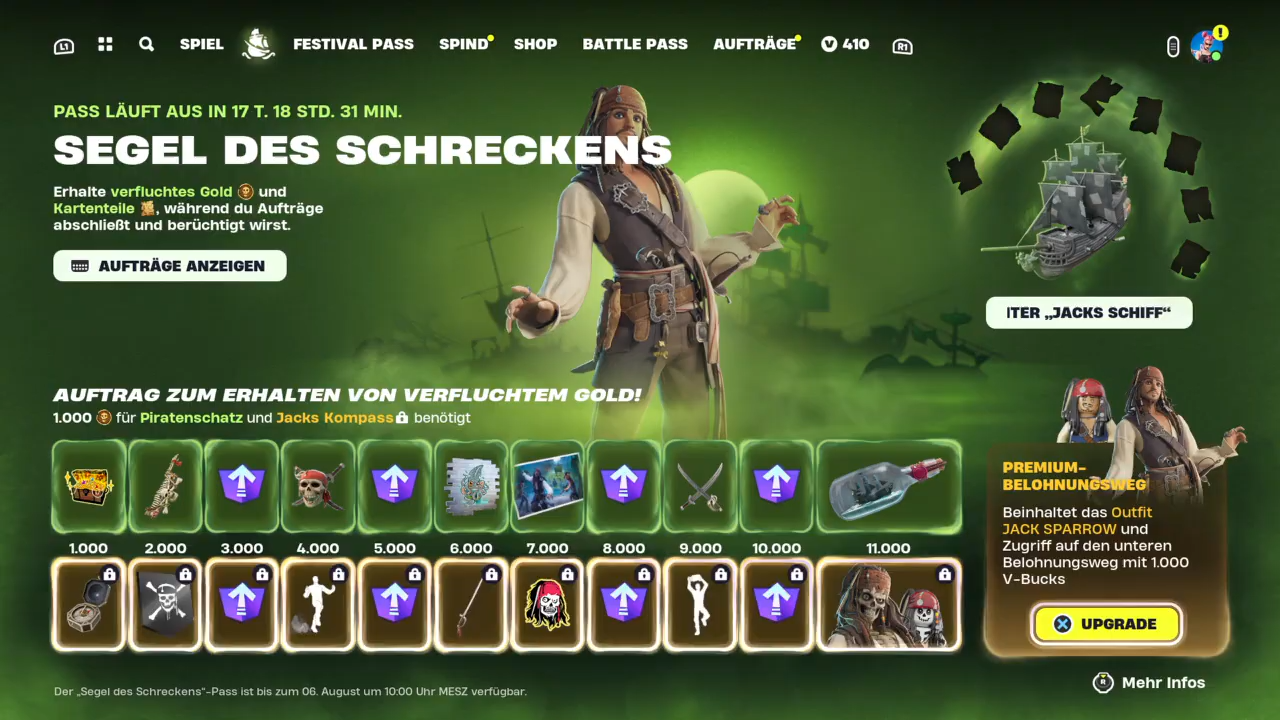 L1
SPIEL
FESTIVAL PASS
SPIND
SHOP
BATTLE PASS
AUFTRÄGE
V 410
R1
!
PASS LÄUFT AUS IN 17 T. 18 STD. 31 MIN.
SEGEL DES SCHRECKENS
Erhalte verfluchtes Gold und
Kartenteile , während du Aufträge
abschließt und berüchtigt wirst.
AUFTRÄGE ANZEIGEN
ITER „JACKS SCHIFF“
AUFTRAG ZUM ERHALTEN VON VERFLUCHTEM GOLD!
1.000 für Piratenschatz und Jacks Kompass benötigt
1.000 2.000 3.000 4.000 5.000 6.000 7.000 8.000 9.000 10.000 11.000
PREMIUM-
BELOHNUNGSWEG
Beinhaltet das Outfit
JACK SPARROW und
Zugriff auf den unteren
Belohnungsweg mit 1.000
V-Bucks
UPGRADE
Der „Segel des Schreckens“-Pass ist bis zum 06. August um 10:00 Uhr MESZ verfügbar.
R
Mehr Infos